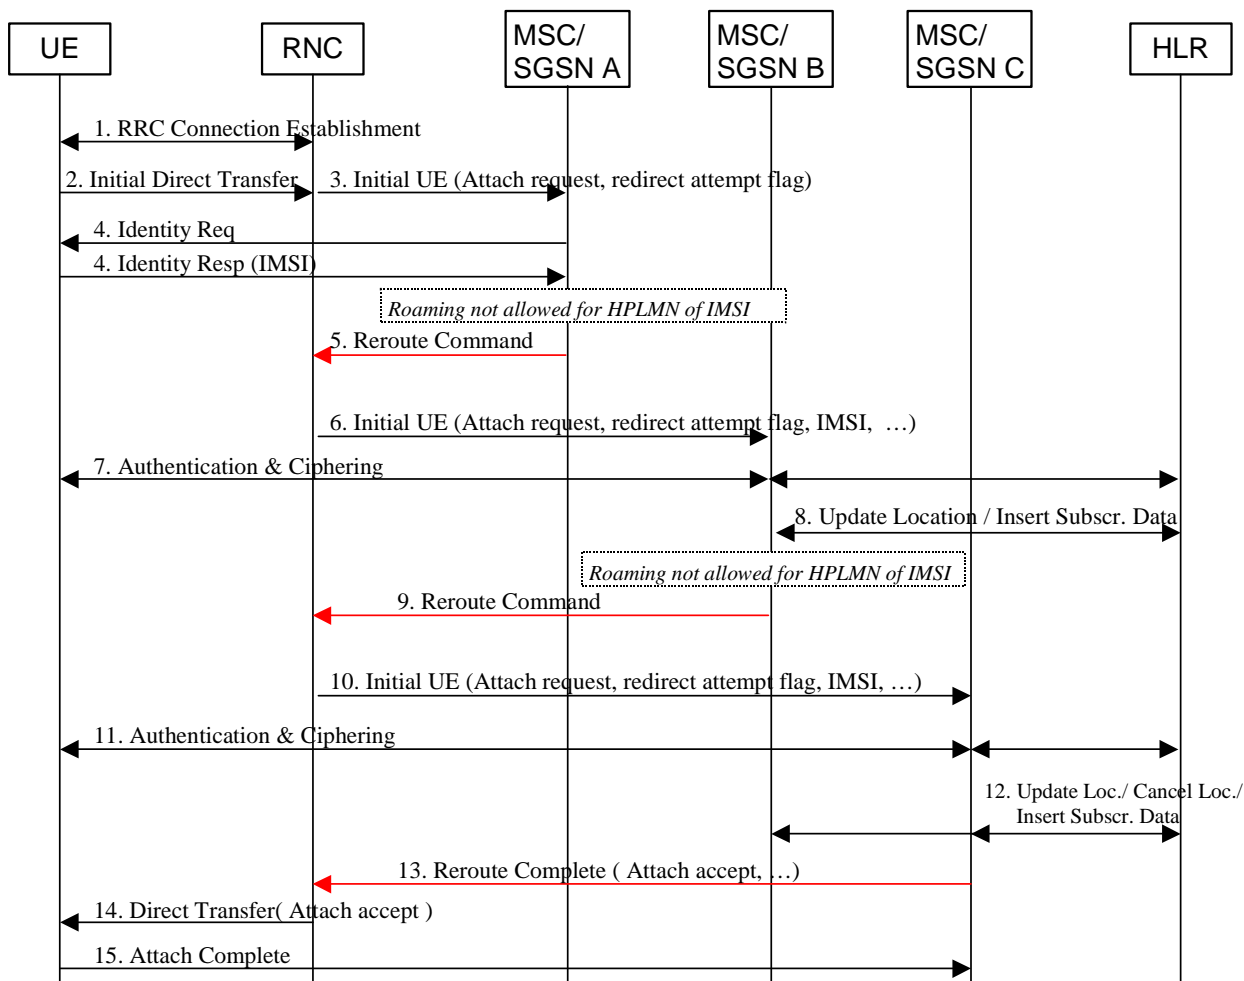 UE
RNC
MSC/
SGSN A
MSC/
SGSN B
MSC/
SGSN C
HLR
1. RRC Connection Establishment
2. Initial Direct Transfer
3. Initial UE (Attach request, redirect attempt flag)
4. Identity Req
4. Identity Resp (IMSI)
Roaming not allowed for HPLMN of IMSI
5. Reroute Command
6. Initial UE (Attach request, redirect attempt flag, IMSI, …)
7. Authentication & Ciphering
8. Update Location / Insert Subscr. Data
Roaming not allowed for HPLMN of IMSI
9. Reroute Command
10. Initial UE (Attach request, redirect attempt flag, IMSI, …)
11. Authentication & Ciphering
12. Update Loc./ Cancel Loc./
Insert Subscr. Data
13. Reroute Complete ( Attach accept, …)
14. Direct Transfer( Attach accept )
15. Attach Complete